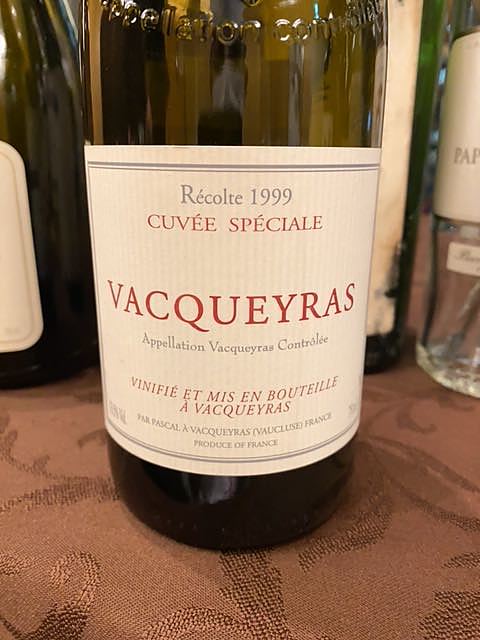 Appellation contrôlée
Récolte 1999
CUVÉE SPÉCIALE
VACQUEYRAS
Appellation Vacqueyras Contrôlée
VINIFIÉ ET MIS EN BOUTEILLE
À VACQUEYRAS
PAR PASCAL À VACQUEYRAS (VAUCLUSE) FRANCE
PRODUCE OF FRANCE
PAP